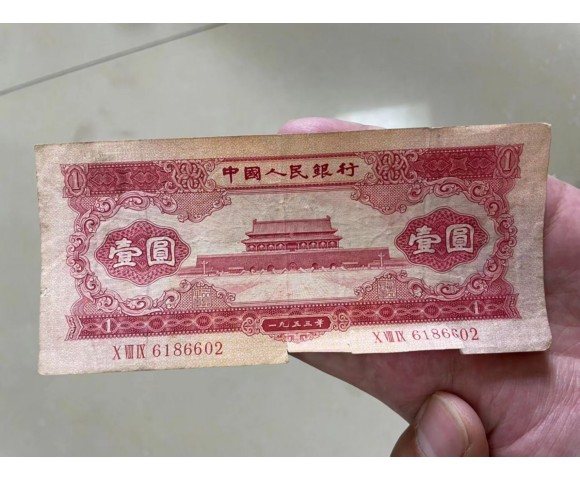 中國人民銀行
1 1
壹圓 壹圓
1 一九五三年 1
X VIII IX 6186602 X VIII IX 6186602